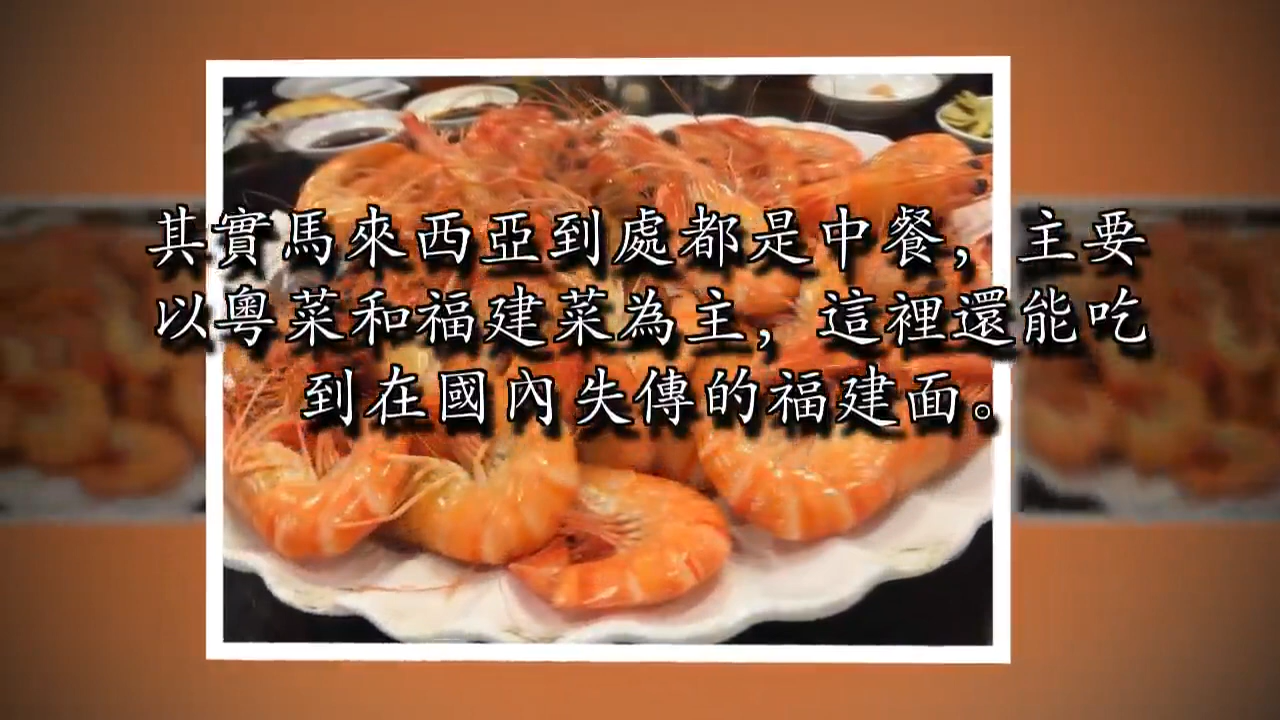 其實馬來西亞到處都是中餐，主要
以粵菜和福建菜為主，這裡還能吃
到在國內失傳的福建面。